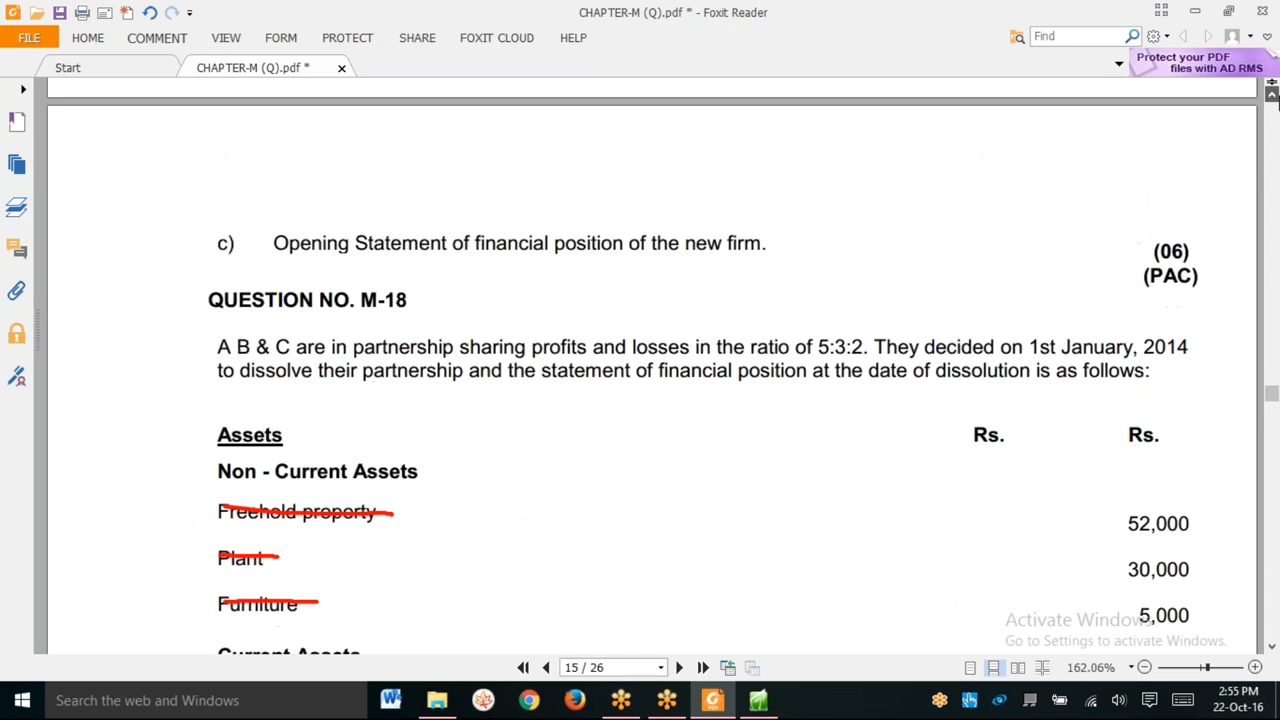 CHAPTER-M (Q).pdf * - Foxit Reader
FILE HOME COMMENT VIEW FORM PROTECT SHARE FOXIT CLOUD HELP
Find
Start
CHAPTER-M (Q).pdf *
Protect your PDF
files with AD RMS
c) Opening Statement of financial position of the new firm.
(06)
(PAC)
QUESTION NO. M-18
A B & C are in partnership sharing profits and losses in the ratio of 5:3:2. They decided on 1st January, 2014
to dissolve their partnership and the statement of financial position at the date of dissolution is as follows:
Assets Rs. Rs.
Non - Current Assets
Freehold property 52,000
Plant 30,000
Furniture 5,000
Current Assets
Activate Windows
Go to Settings to activate Windows.
15 / 26
162.06%
Search the web and Windows
2:55 PM
22-Oct-16